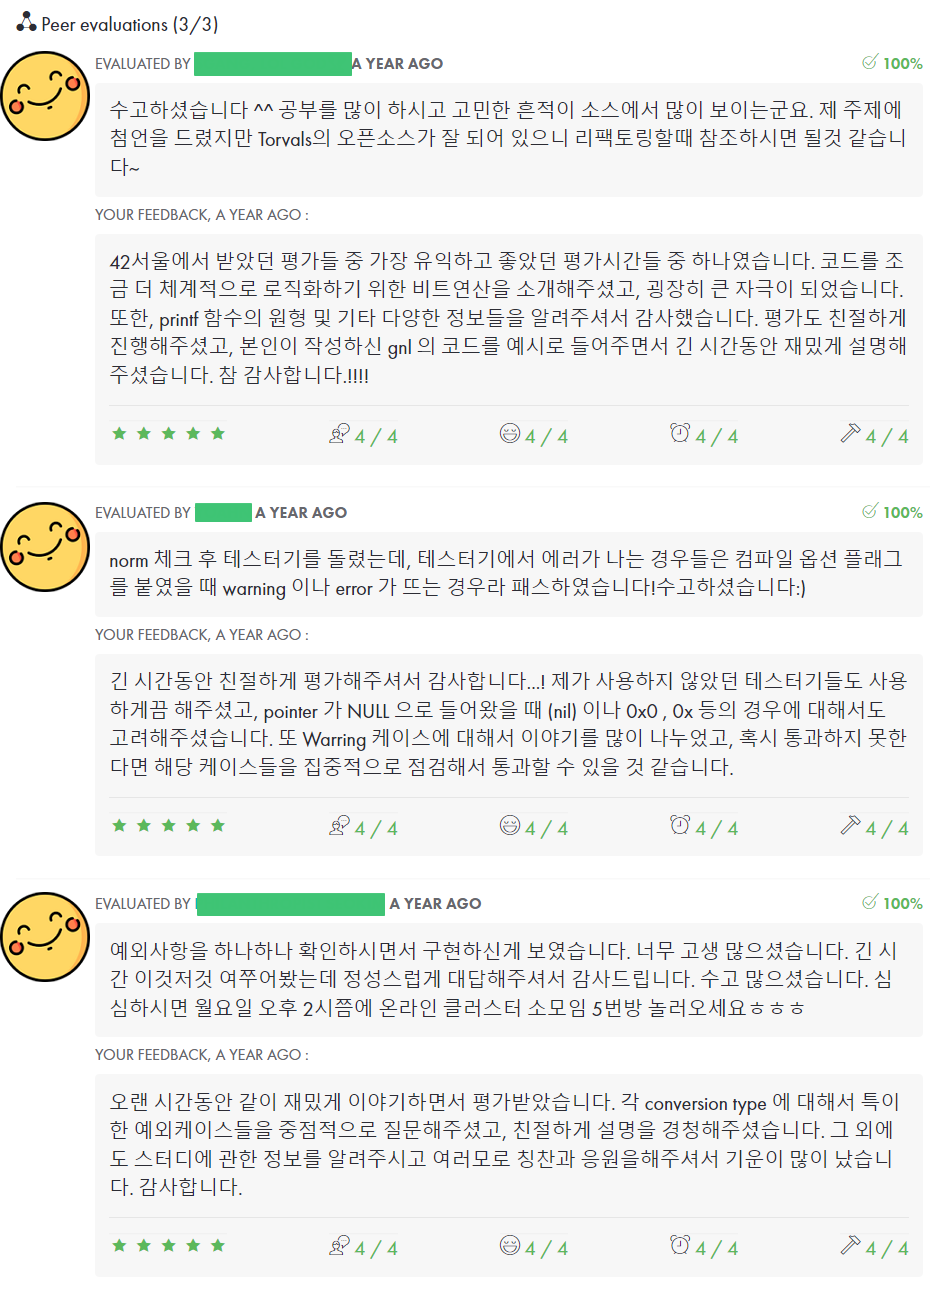 Peer evaluations (3/3)
EVALUATED BY A YEAR AGO
100%
수고하셨습니다 ^^ 공부를 많이 하시고 고민한 흔적이 소스에서 많이 보이는군요. 제 주제에
첨언을 드렸지만 Torvals의 오픈소스가 잘 되어 있으니 리팩토링할때 참조하시면 될것 같습니
다~
YOUR FEEDBACK, A YEAR AGO :
42서울에서 받았던 평가들 중 가장 유익하고 좋았던 평가시간들 중 하나였습니다. 코드를 조
금 더 체계적으로 로직화하기 위한 비트연산을 소개해주셨고, 굉장히 큰 자극이 되었습니다.
또한, printf 함수의 원형 및 기타 다양한 정보들을 알려주셔서 감사했습니다. 평가도 친절하게
진행해주셨고, 본인이 작성하신 gnl 의 코드를 예시로 들어주면서 긴 시간동안 재밌게 설명해
주셨습니다. 참 감사합니다.!!!!
4 / 4 4 / 4 4 / 4 4 / 4
EVALUATED BY A YEAR AGO
100%
norm 체크 후 테스터기를 돌렸는데, 테스터기에서 에러가 나는 경우들은 컴파일 옵션 플래그
를 붙였을 때 warning 이나 error 가 뜨는 경우라 패스하였습니다!수고하셨습니다:)
YOUR FEEDBACK, A YEAR AGO :
긴 시간동안 친절하게 평가해주셔서 감사합니다...! 제가 사용하지 않았던 테스터기들도 사용
하게끔 해주셨고, pointer 가 NULL 으로 들어왔을 때 (nil) 이나 0x0 , 0x 등의 경우에 대해서도
고려해주셨습니다. 또 Warring 케이스에 대해서 이야기를 많이 나누었고, 혹시 통과하지 못한
다면 해당 케이스들을 집중적으로 점검해서 통과할 수 있을 것 같습니다.
4 / 4 4 / 4 4 / 4 4 / 4
EVALUATED BY A YEAR AGO
100%
예외사항을 하나하나 확인하시면서 구현하신게 보였습니다. 너무 고생 많으셨습니다. 긴 시
간 이것저것 여쭈어봤는데 정성스럽게 대답해주셔서 감사드립니다. 수고 많으셨습니다. 심
심하시면 월요일 오후 2시쯤에 온라인 클러스터 소모임 5번방 놀러오세요ㅎㅎㅎ
YOUR FEEDBACK, A YEAR AGO :
오랜 시간동안 같이 재밌게 이야기하면서 평가받았습니다. 각 conversion type 에 대해서 특이
한 예외케이스들을 중점적으로 질문해주셨고, 친절하게 설명을 경청해주셨습니다. 그 외에
도 스터디에 관한 정보를 알려주시고 여러모로 칭찬과 응원을해주셔서 기운이 많이 났습니
다. 감사합니다.
4 / 4 4 / 4 4 / 4 4 / 4